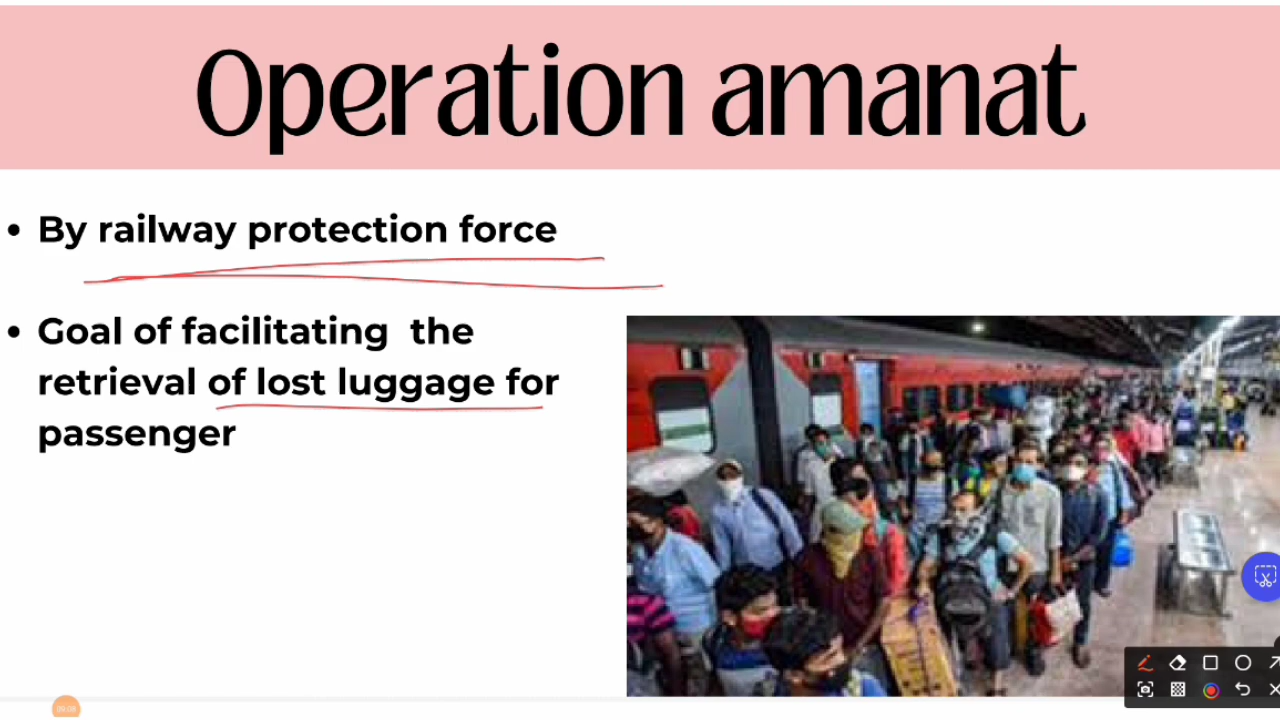 Operation amanat
• By railway protection force
• Goal of facilitating the
retrieval of lost luggage for
passenger